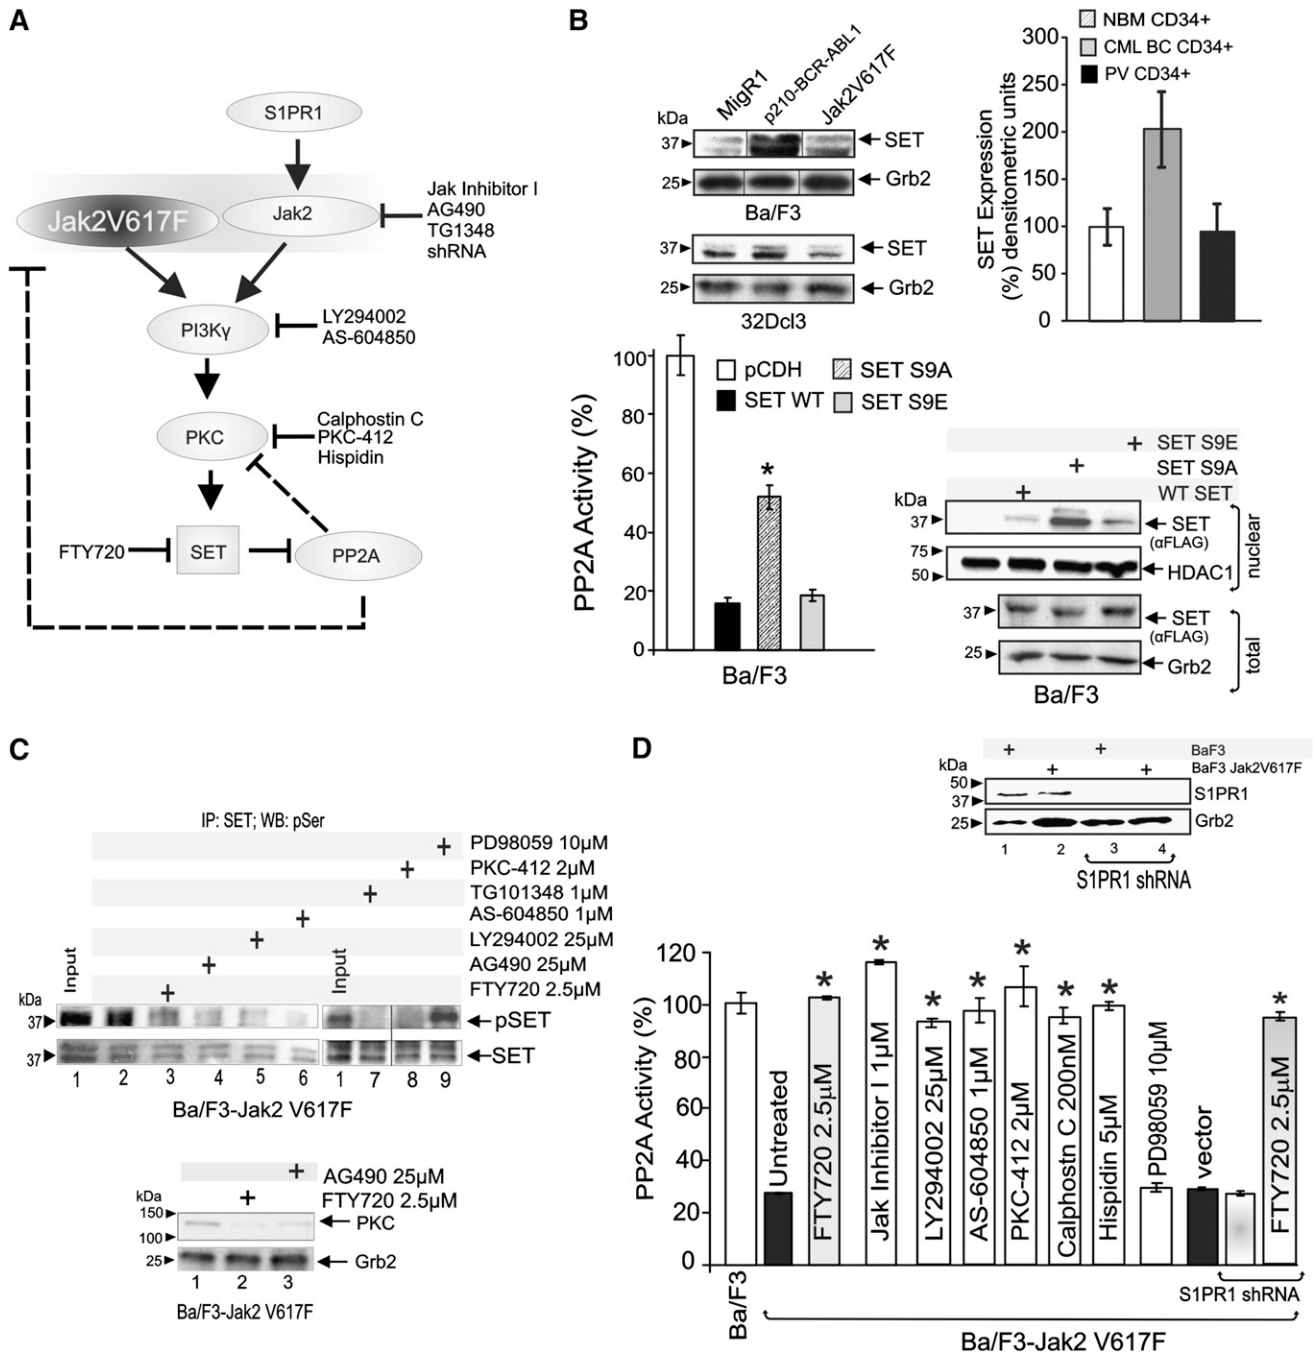 A
S1PR1
Jak2V617F
Jak2
Jak Inhibitor I
AG490
TG1348
shRNA
PI3Kγ
LY294002
AS-604850
PKC
Calphostin C
PKC-412
Hispidin
FTY720
SET
PP2A
B
MigR1
p210-BCR-ABL1
Jak2V617F
kDa
37
SET
25
Grb2
Ba/F3
37
SET
25
Grb2
32Dcl3
NBM CD34+
CML BC CD34+
PV CD34+
SET Expression
(%) densitometric units
300
200
150
100
50
0
PP2A Activity (%)
100
80
60
40
20
0
pCDH
SET WT
SET S9A
SET S9E
*
Ba/F3
+ SET S9E
+ SET S9A
+ WT SET
kDa
37
SET
(αFLAG)
75
50
HDAC1
nuclear
37
SET
(αFLAG)
25
Grb2
total
Ba/F3
C
IP: SET; WB: pSer
+ PD98059 10µM
+ PKC-412 2µM
+ TG101348 1µM
+ AS-604850 1µM
+ LY294002 25µM
+ AG490 25µM
+ FTY720 2.5µM
Input
Input
kDa
37
pSET
37
SET
1 2 3 4 5 6 1 7 8 9
Ba/F3-Jak2 V617F
+ AG490 25µM
+ FTY720 2.5µM
kDa
150
PKC
100
25
Grb2
1 2 3
Ba/F3-Jak2 V617F
D
+ + BaF3
+ + BaF3 Jak2V617F
kDa
50
37
S1PR1
25
Grb2
1 2 3 4
S1PR1 shRNA
PP2A Activity (%)
120
100
80
60
40
20
0
* * * * * * * *
Ba/F3
Untreated
FTY720 2.5µM
Jak Inhibitor I 1µM
LY294002 25µM
AS-604850 1µM
PKC-412 2µM
Calphostn C 200nM
Hispidin 5µM
PD98059 10µM
vector
FTY720 2.5µM
S1PR1 shRNA
Ba/F3-Jak2 V617F